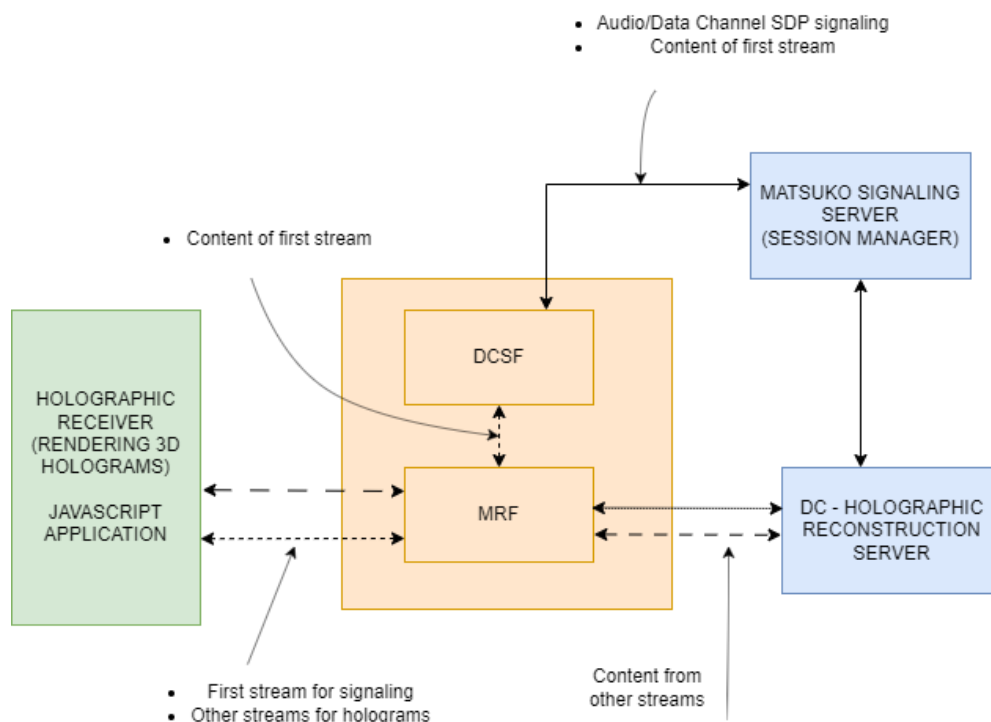 Audio/Data Channel SDP signaling
Content of first stream
MATSUKO SIGNALING
SERVER
(SESSION MANAGER)
Content of first stream
DCSF
HOLOGRAPHIC
RECEIVER
(RENDERING 3D
HOLOGRAMS)
JAVASCRIPT
APPLICATION
MRF
DC - HOLOGRAPHIC
RECONSTRUCTION
SERVER
First stream for signaling
Other streams for holograms
Content from
other streams